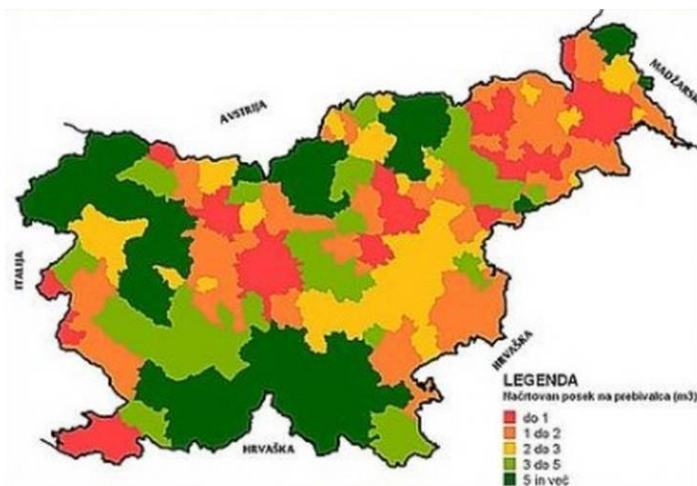 AVSTRIJA
MADŽARSKA
ITALIJA
HRVAŠKA
HRVAŠKA
LEGENDA
Načrtovan posek na prebivalca (m3)
do 1
1 do 2
2 do 3
3 do 5
5 in več